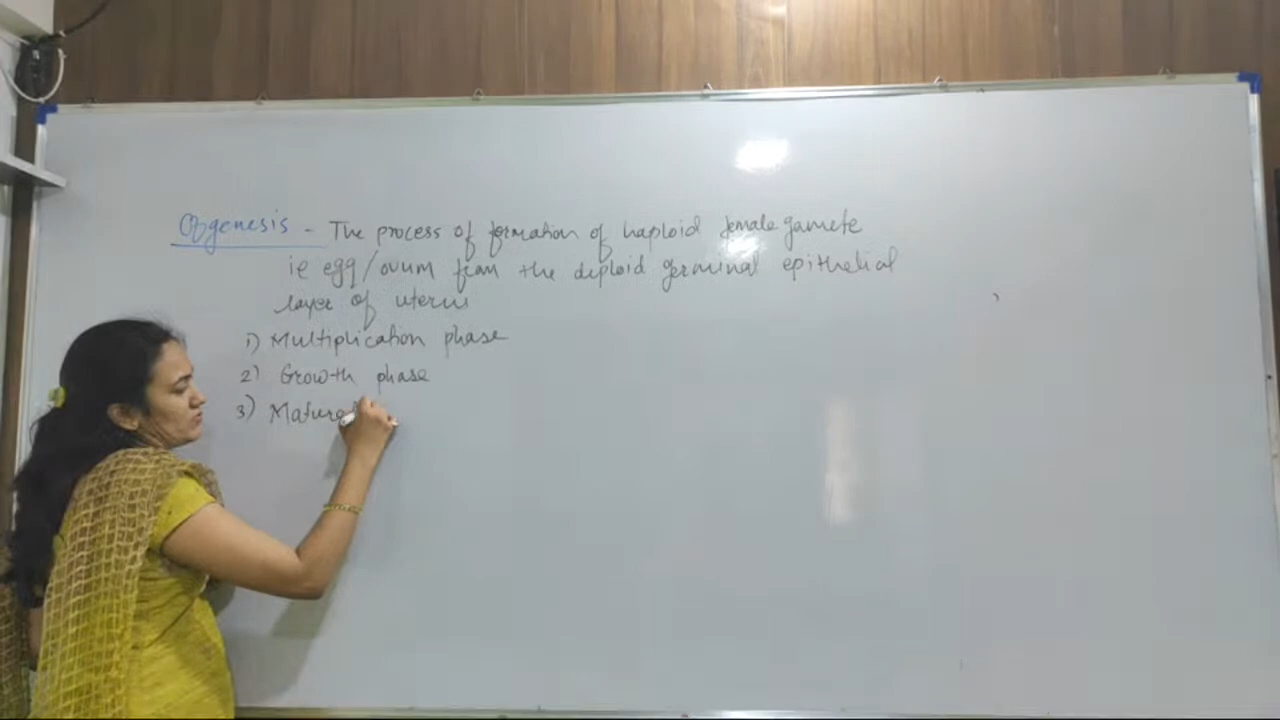 Oogenesis - The process of formation of haploid female gamete
ie egg/ovum from the diploid germinal epithelial
layer of uterus
1) Multiplication phase
2) Growth phase
3) Matura